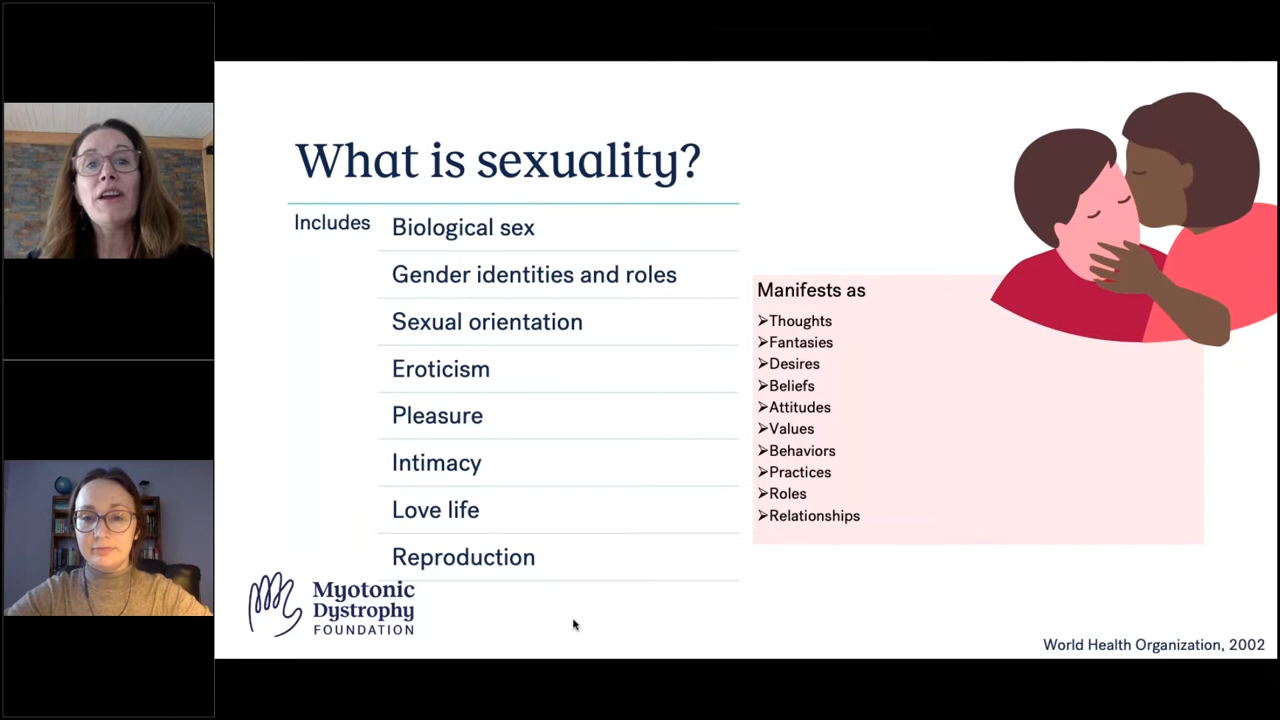 What is sexuality?
Includes
Biological sex
Gender identities and roles
Sexual orientation
Eroticism
Pleasure
Intimacy
Love life
Reproduction
Manifests as
➢Thoughts
➢Fantasies
➢Desires
➢Beliefs
➢Attitudes
➢Values
➢Behaviors
➢Practices
➢Roles
➢Relationships
Myotonic
Dystrophy
FOUNDATION
World Health Organization, 2002